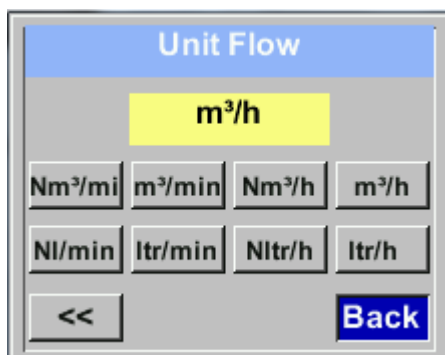 Unit Flow
m³/h
Nm³/mi m³/min Nm³/h m³/h
Nl/min ltr/min Nltr/h ltr/h
<< Back